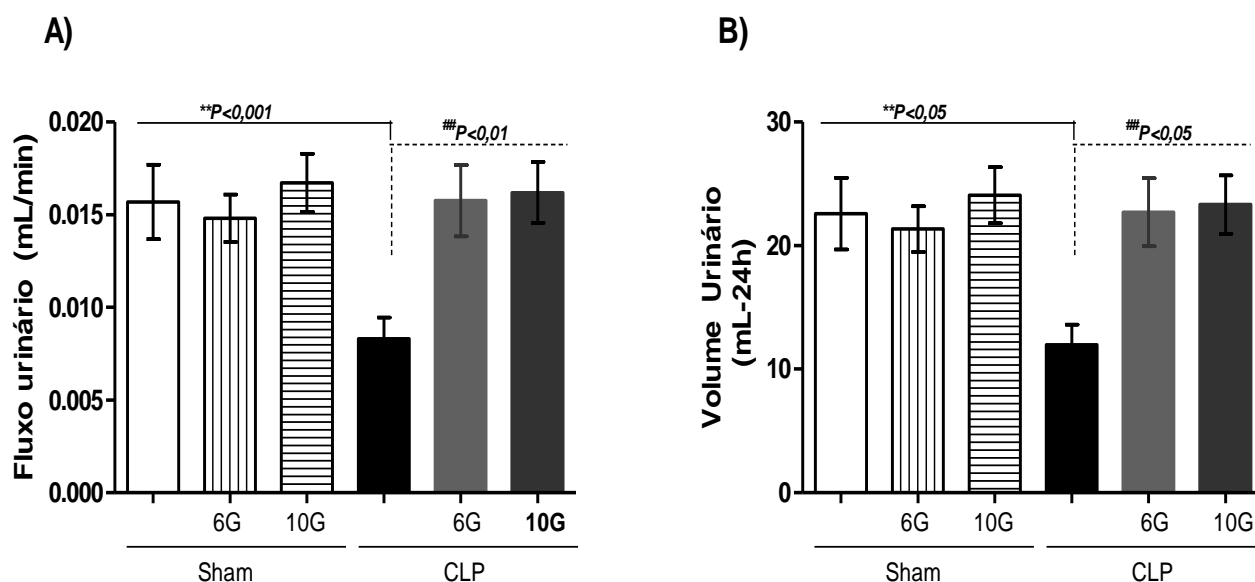 A)
B)
**P<0,001
##P<0,01
0.020
0.015
0.010
0.005
0.000
Fluxo urinário (mL/min)
6G 10G 6G 10G
Sham CLP
**P<0,05
##P<0,05
30
20
10
0
Volume Urinário
(mL-24h)
6G 10G 6G 10G
Sham CLP